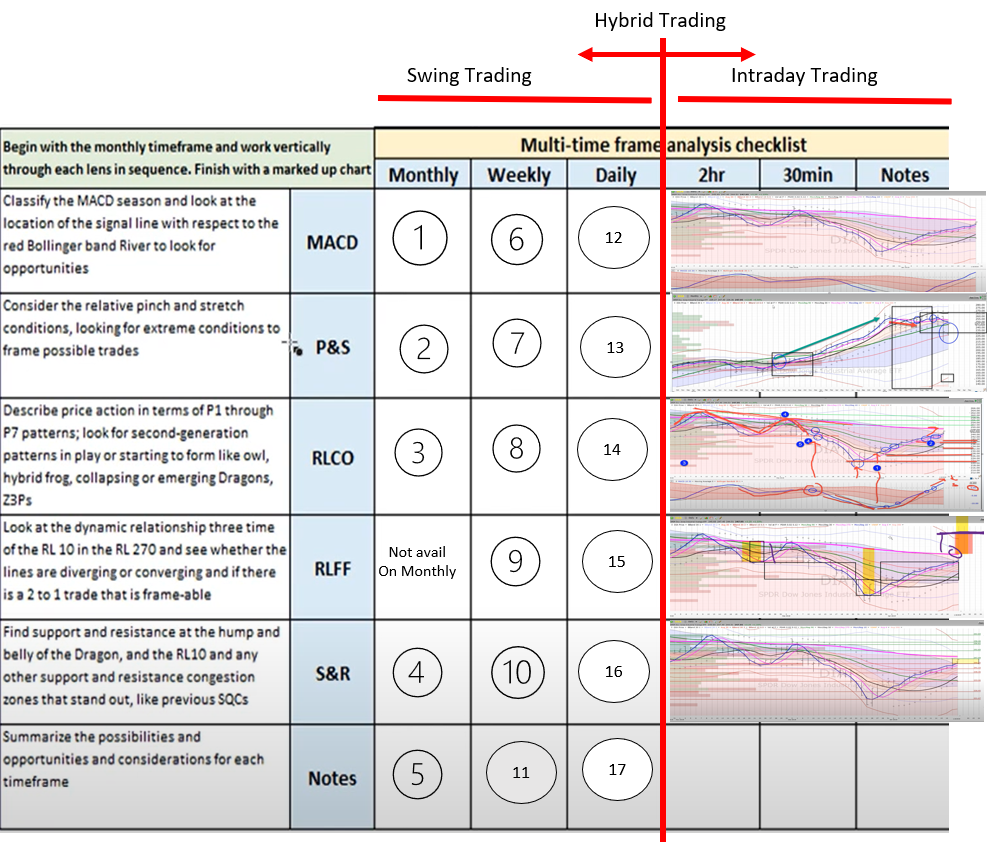 Hybrid Trading
Swing Trading
Intraday Trading
Begin with the monthly timeframe and work vertically
through each lens in sequence. Finish with a marked up chart
Multi-time frame analysis checklist
Monthly
Weekly
Daily
2hr
30min
Notes
Classify the MACD season and look at the
location of the signal line with respect to the
red Bollinger band River to look for
opportunities
MACD
1
6
12
Consider the relative pinch and stretch
conditions, looking for extreme conditions to
frame possible trades
P&S
2
7
13
Describe price action in terms of P1 through
P7 patterns; look for second-generation
patterns in play or starting to form like owl,
hybrid frog, collapsing or emerging Dragons,
Z3Ps
RLCO
3
8
14
Look at the dynamic relationship three time
of the RL 10 in the RL 270 and see whether the
lines are diverging or converging and if there
is a 2 to 1 trade that is frame-able
RLFF
Not avail
On Monthly
9
15
Find support and resistance at the hump and
belly of the Dragon, and the RL10 and any
other support and resistance congestion
zones that stand out, like previous SQCs
S&R
4
10
16
Summarize the possibilities and
opportunities and considerations for each
timeframe
Notes
5
11
17